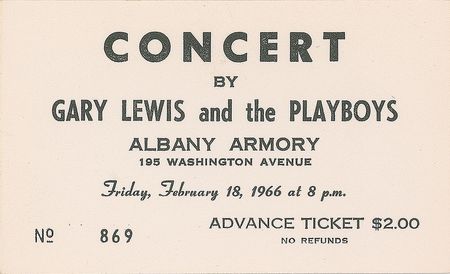 CONCERT
BY
GARY LEWIS and the PLAYBOYS
ALBANY ARMORY
195 WASHINGTON AVENUE
Friday, February 18, 1966 at 8 p.m.
ADVANCE TICKET $2.00
Nº 869
NO REFUNDS